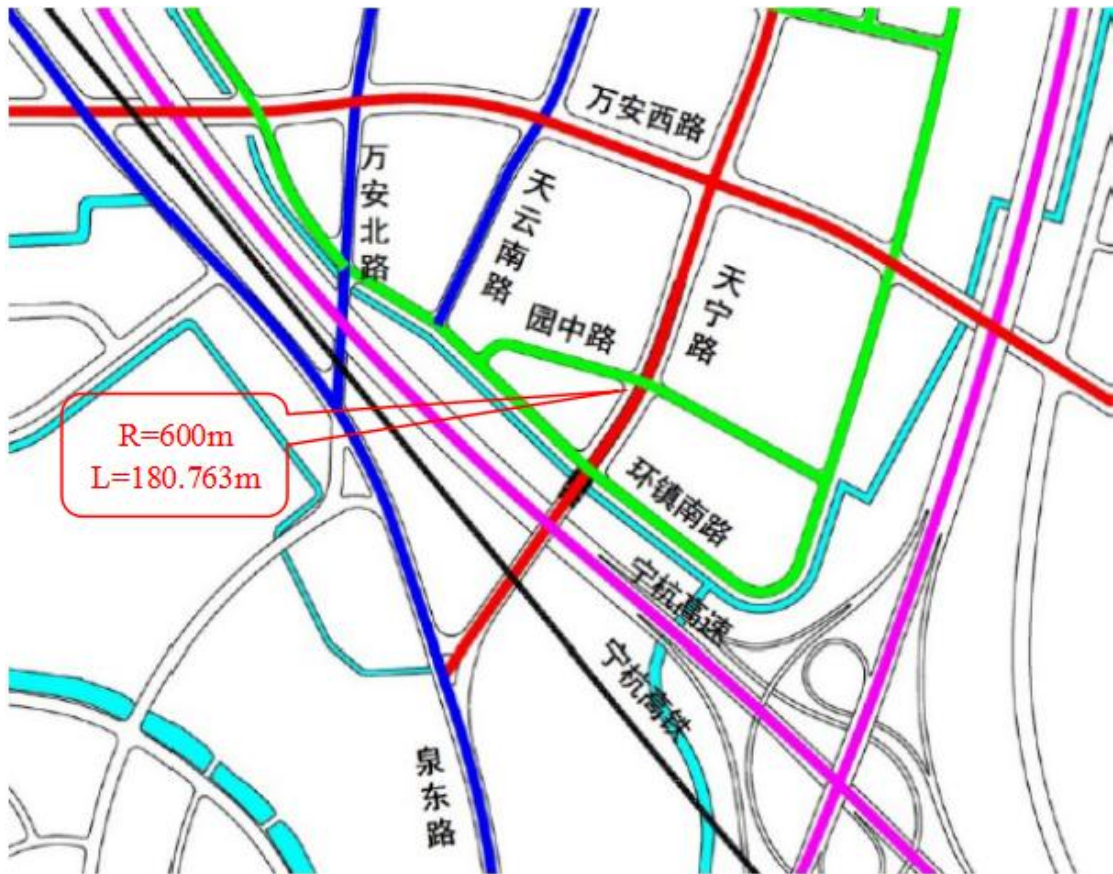 万安西路
万安北路
天云南路
天宁路
园中路
R=600m
L=180.763m
环镇南路
宁杭高速
宁杭高铁
泉东路